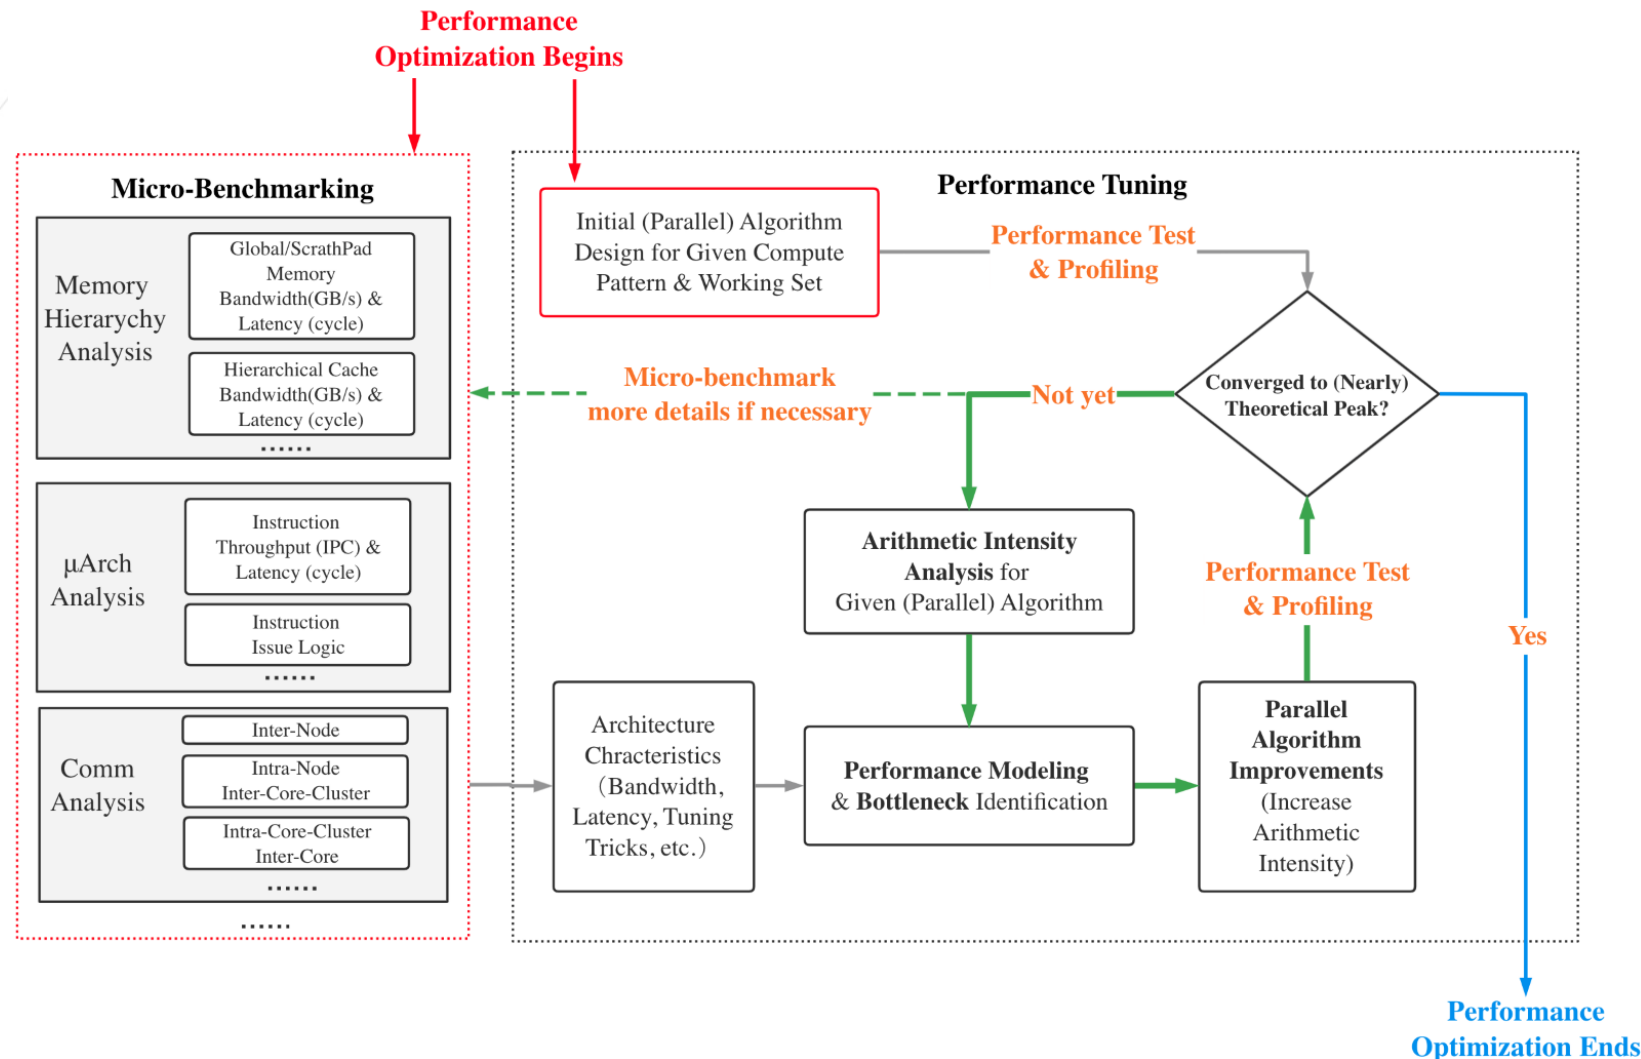 Performance
Optimization Begins
Micro-Benchmarking
Memory
Hierarychy
Analysis
Global/ScrathPad
Memory
Bandwidth(GB/s) &
Latency (cycle)
Hierarchical Cache
Bandwidth(GB/s) &
Latency (cycle)
......
μArch
Analysis
Instruction
Throughput (IPC) &
Latency (cycle)
Instruction
Issue Logic
......
Comm
Analysis
Inter-Node
Intra-Node
Inter-Core-Cluster
Intra-Core-Cluster
Inter-Core
......
......
Performance Tuning
Initial (Parallel) Algorithm
Design for Given Compute
Pattern & Working Set
Performance Test
& Profiling
Converged to (Nearly)
Theoretical Peak?
Not yet
Micro-benchmark
more details if necessary
Arithmetic Intensity
Analysis for
Given (Parallel) Algorithm
Architecture
Chracteristics
（Bandwidth,
Latency, Tuning
Tricks, etc.）
Performance Modeling
& Bottleneck Identification
Parallel
Algorithm
Improvements
(Increase
Arithmetic
Intensity)
Performance Test
& Profiling
Yes
Performance
Optimization Ends